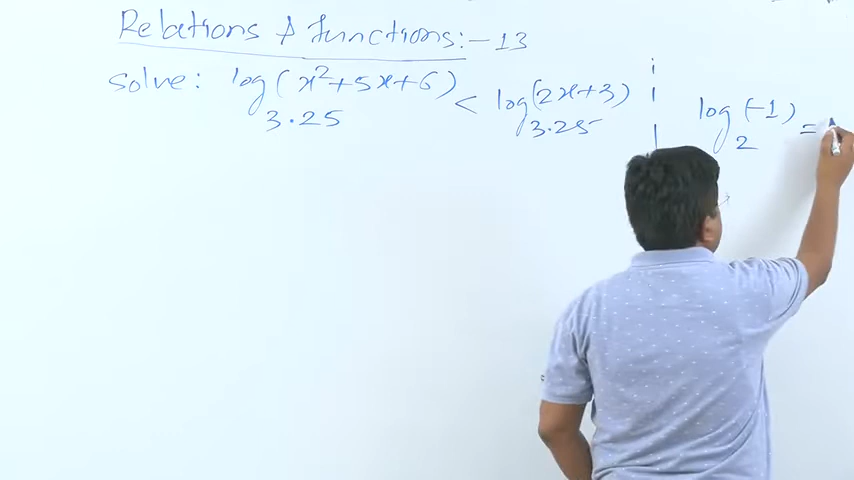 Relations & functions:- 13
Solve: log(x²+5x+6) < log(2x+3)
3.25 3.25
log(-1) =
2